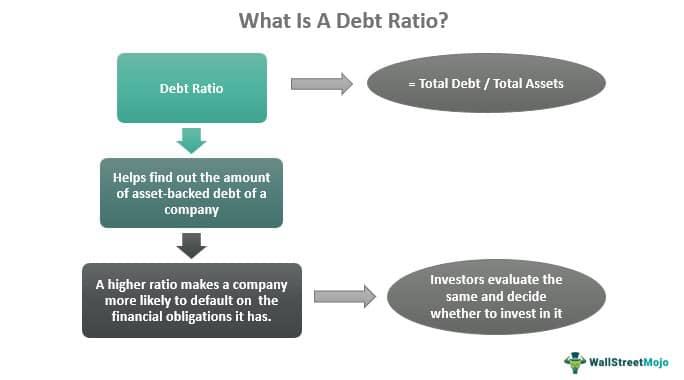 What Is A Debt Ratio?
Debt Ratio
= Total Debt / Total Assets
Helps find out the amount
of asset-backed debt of a
company
A higher ratio makes a company
more likely to default on the
financial obligations it has.
Investors evaluate the
same and decide
whether to invest in it
WallStreetMojo